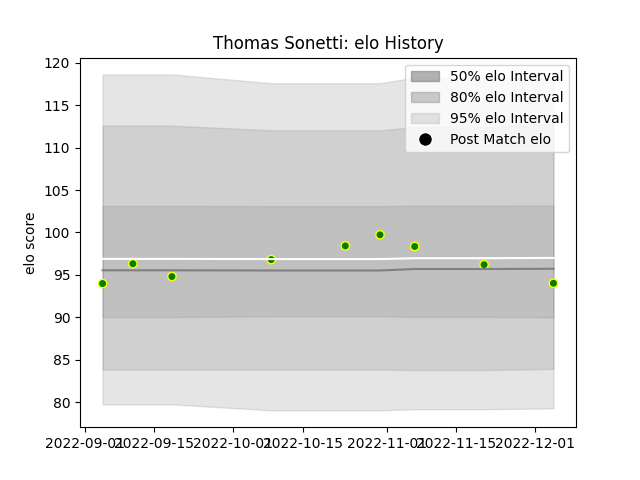 Thomas Sonetti: elo History
120
115
110
105
100
95
90
85
80
elo score
50% elo Interval
80% elo Interval
95% elo Interval
Post Match elo
2022-09-01
2022-09-15
2022-10-01
2022-10-15
2022-11-01
2022-11-15
2022-12-01